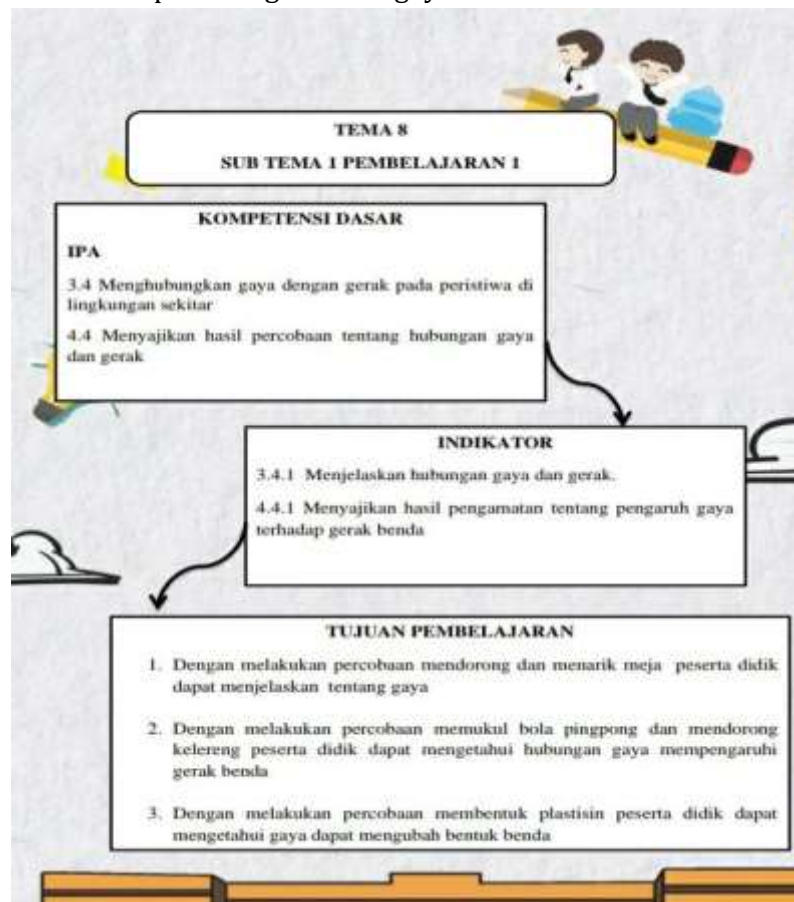 TEMA 8
SUB TEMA 1 PEMBELAJARAN 1
KOMPETENSI DASAR
IPA
3.4 Menghubungkan gaya dengan gerak pada peristiwa di
lingkungan sekitar
4.4 Menyajikan hasil percobaan tentang hubungan gaya
dan gerak
INDIKATOR
3.4.1 Menjelaskan hubungan gaya dan gerak.
4.4.1 Menyajikan hasil pengamatan tentang pengaruh gaya
terhadap gerak benda
TUJUAN PEMBELAJARAN
1. Dengan melakukan percobaan mendorong dan menarik meja peserta didik
dapat menjelaskan tentang gaya
2. Dengan melakukan percobaan memukul bola pingpong dan mendorong
kelereng peserta didik dapat mengetahui hubungan gaya mempengaruhi
gerak benda
3. Dengan melakukan percobaan membentuk plastisin peserta didik dapat
mengetahui gaya dapat mengubah bentuk benda